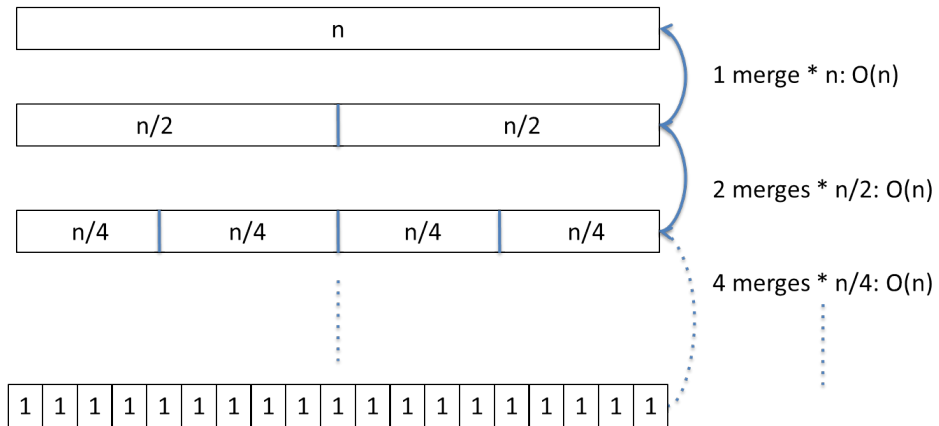 n
1 merge * n: O(n)
n/2 n/2
2 merges * n/2: O(n)
n/4 n/4 n/4 n/4
4 merges * n/4: O(n)
1 1 1 1 1 1 1 1 1 1 1 1 1 1 1 1 1